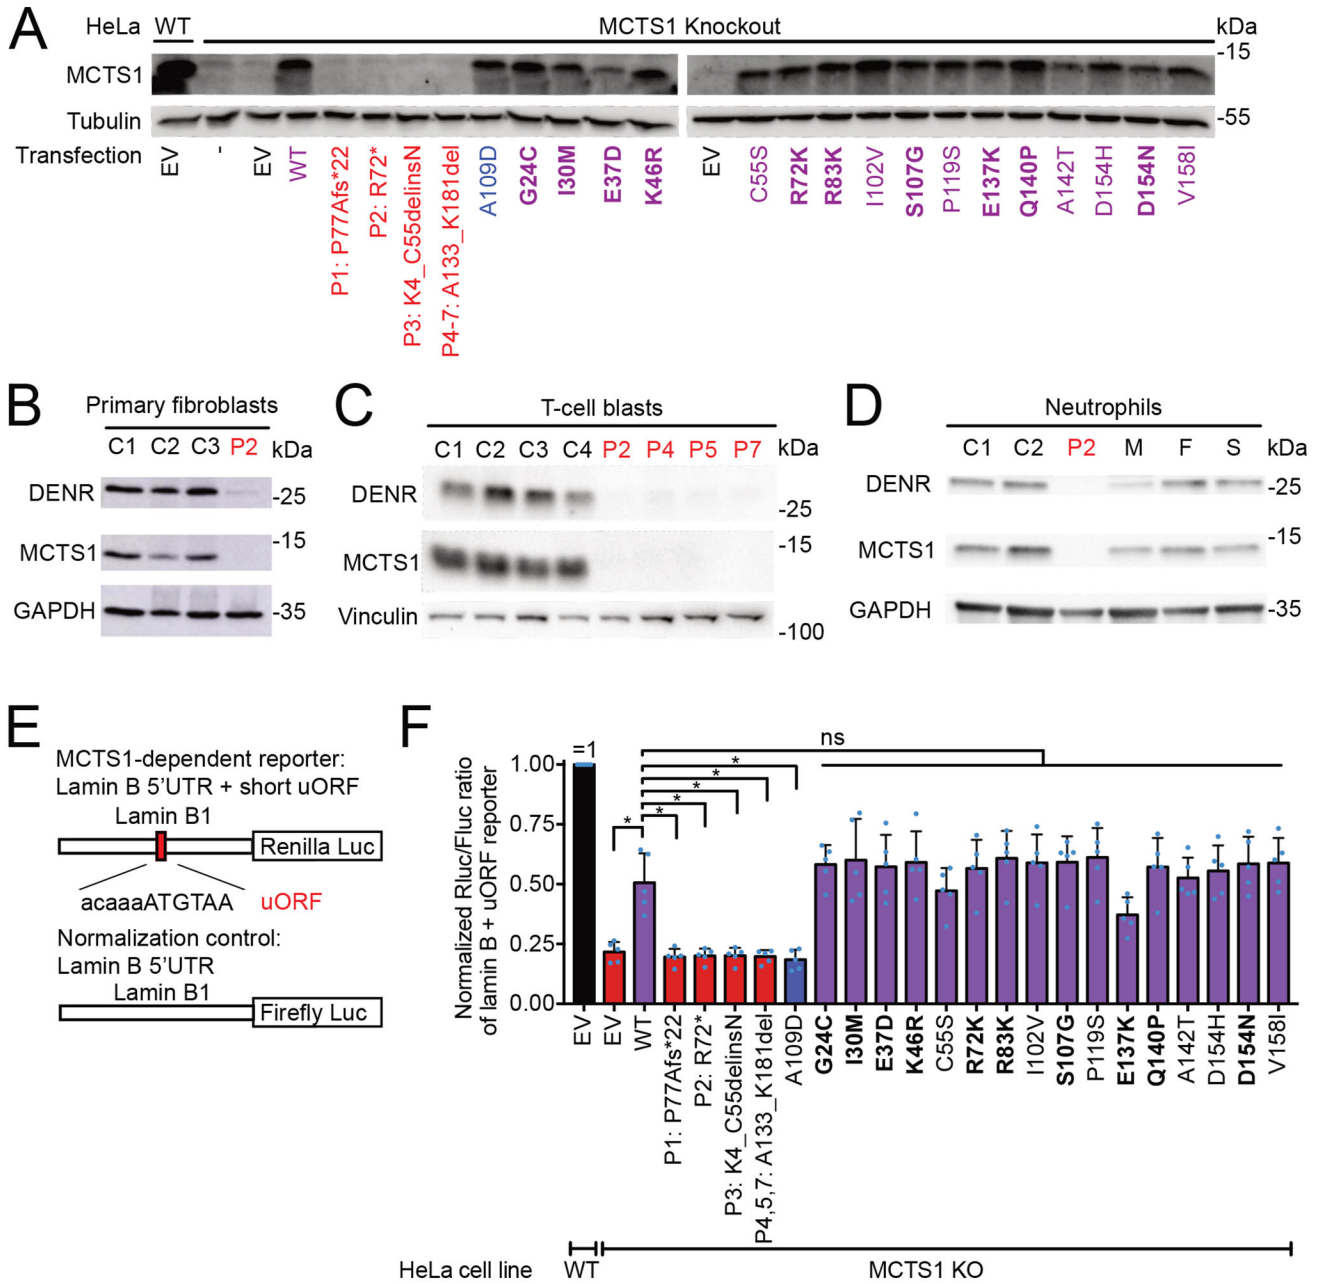 A
HeLa WT MCTS1 Knockout kDa
MCTS1 -15
Tubulin -55
Transfection EV - EV WT P1: P77Afs*22 P2: R72* P3: K4_C55delinsN P4-7: A133_K181del A109D G24C I30M E37D K46R EV C55S R72K R83K I102V S107G P119S E137K Q140P A142T D154H D154N V158I
B
Primary fibroblasts
C1 C2 C3 P2 kDa
DENR -25
MCTS1 -15
GAPDH -35
C
T-cell blasts
C1 C2 C3 C4 P2 P4 P5 P7 kDa
DENR -25
MCTS1 -15
Vinculin -100
D
Neutrophils
C1 C2 P2 M F S kDa
DENR -25
MCTS1 -15
GAPDH -35
E
MCTS1-dependent reporter:
Lamin B 5'UTR + short uORF
Lamin B1
Renilla Luc
acaaaATGTAA uORF
Normalization control:
Lamin B 5'UTR
Lamin B1
Firefly Luc
F
Normalized Rluc/Fluc ratio
of lamin B + uORF reporter
1.00
0.75
0.50
0.25
0.00
=1
ns
*
*
*
*
*
*
EV EV WT P1: P77Afs*22 P2: R72* P3: K4_C55delinsN P4,5,7: A133_K181del A109D G24C I30M E37D K46R C55S R72K R83K I102V S107G P119S E137K Q140P A142T D154H D154N V158I
HeLa cell line WT MCTS1 KO